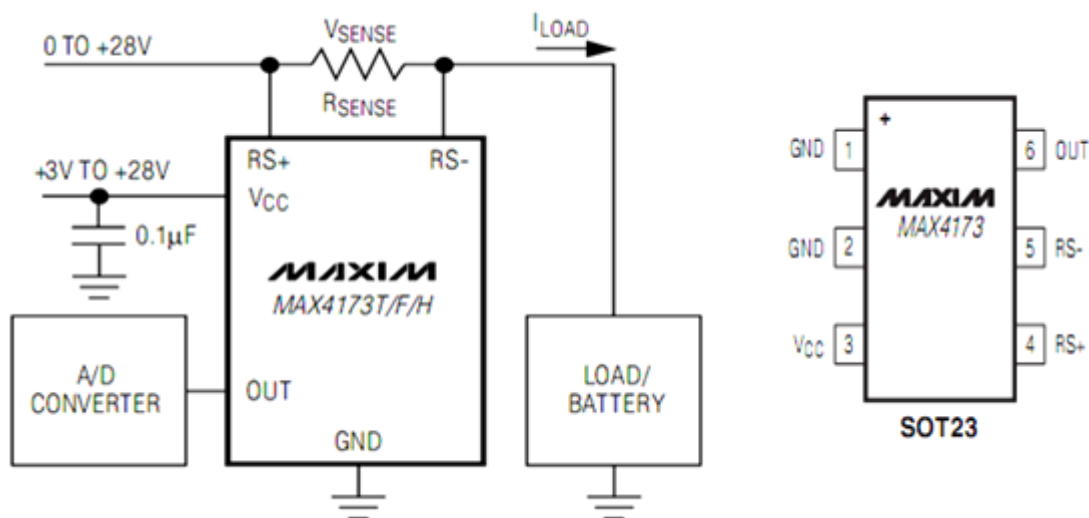 0 TO +28V
VSENSE
RSENSE
ILOAD
RS+
RS-
+3V TO +28V
VCC
0.1µF
MAXIM
MAX4173T/F/H
A/D
CONVERTER
OUT
GND
LOAD/
BATTERY
+
GND 1
6 OUT
MAXIM
MAX4173
GND 2
5 RS-
VCC 3
4 RS+
SOT23